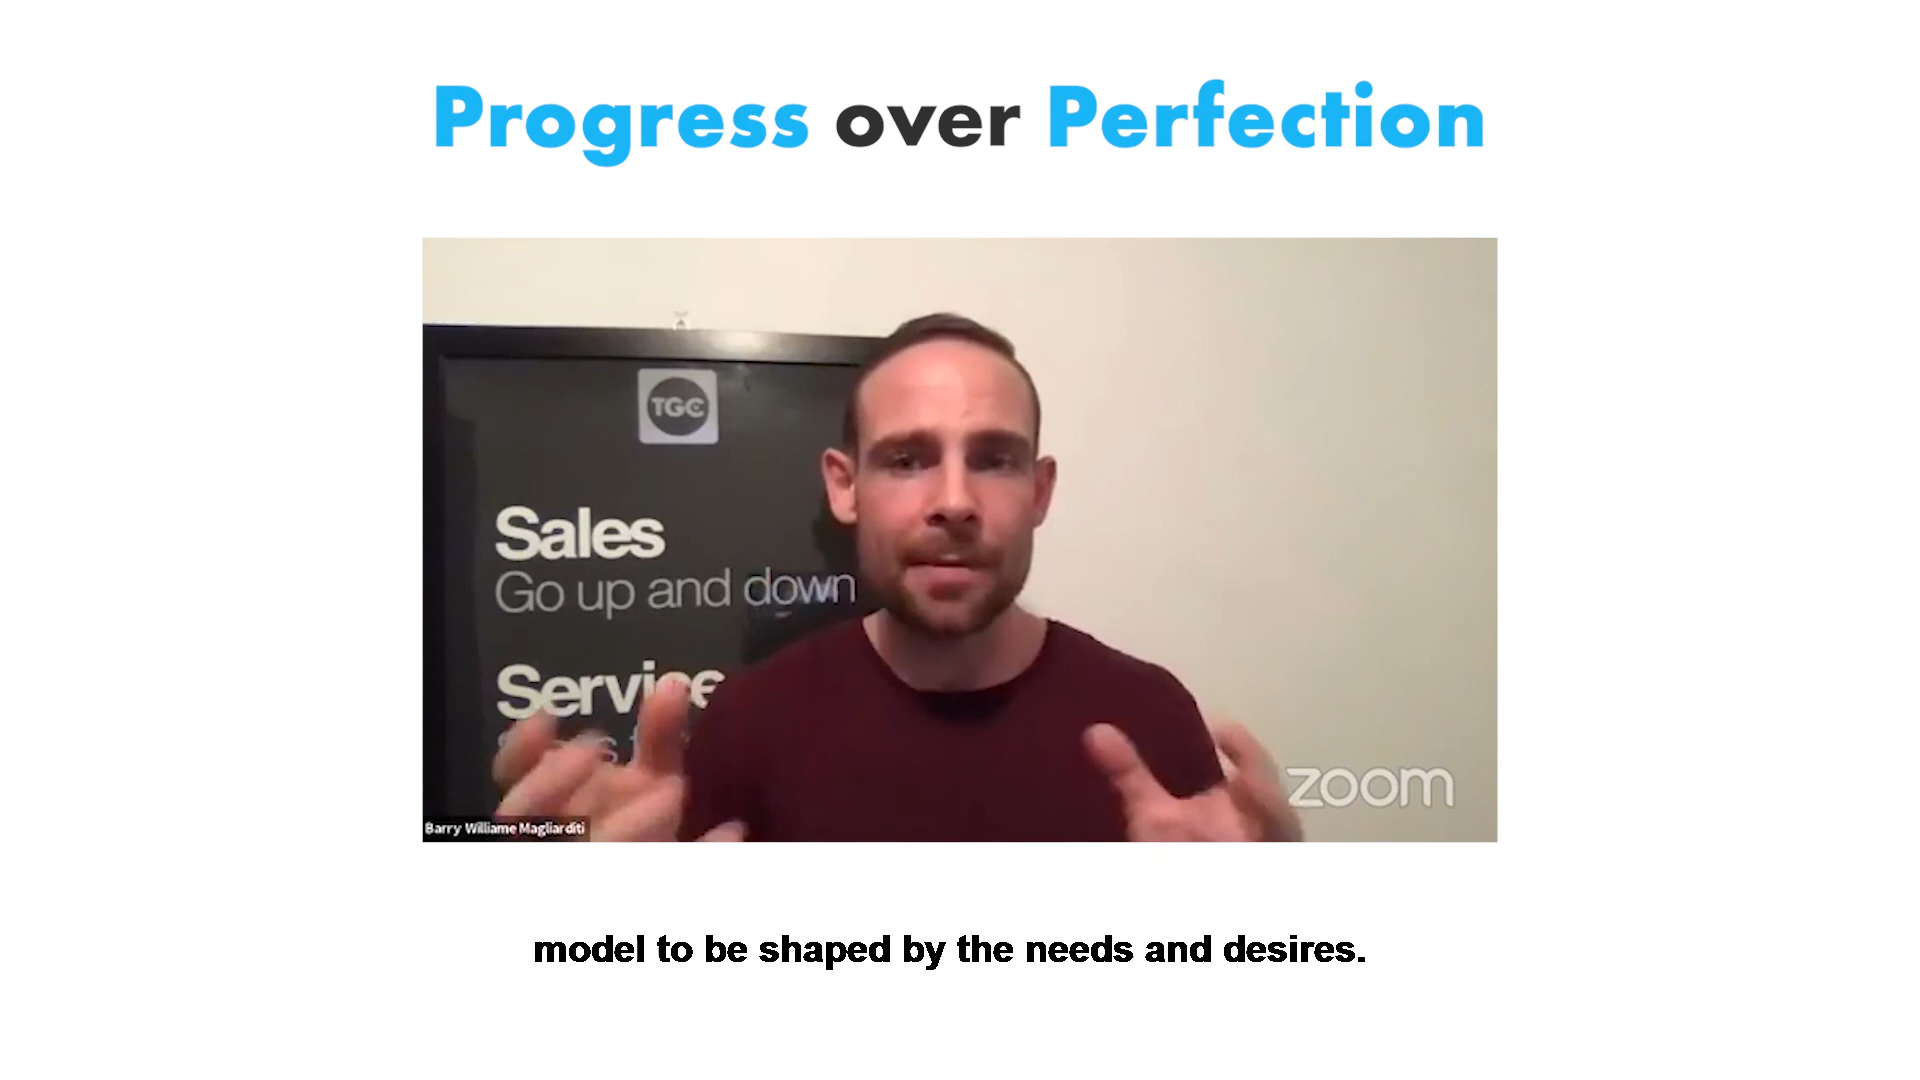 Progress over Perfection
TGC
Sales
Go up and down
Service
zoom
Barry Williame Magliarditi
model to be shaped by the needs and desires.